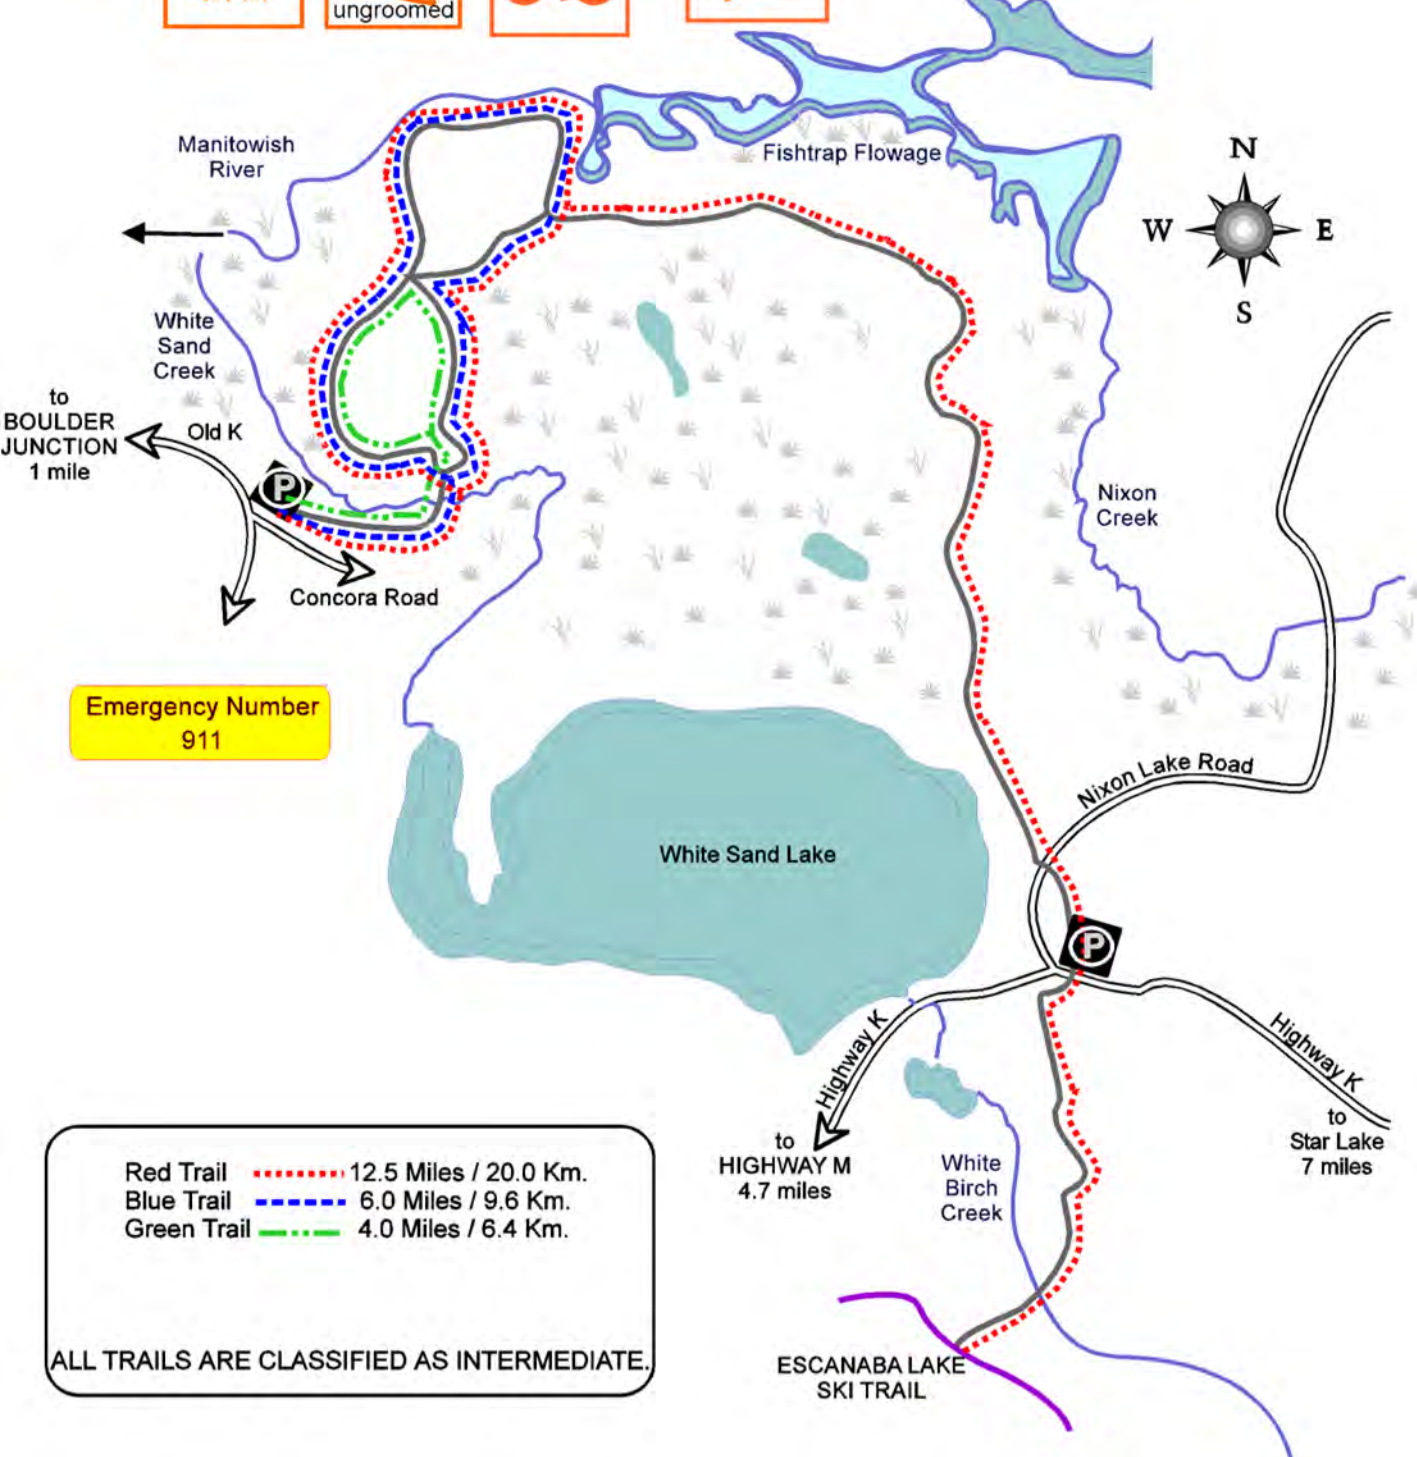 ungroomed
Manitowish
River
Fishtrap Flowage
N
W
E
S
White
Sand
Creek
to
BOULDER
JUNCTION
1 mile
Old K
P
Nixon
Creek
Concora Road
Emergency Number
911
Nixon Lake Road
White Sand Lake
P
Highway K
Highway K
to
HIGHWAY M
4.7 miles
to
Star Lake
7 miles
White
Birch
Creek
Red Trail 12.5 Miles / 20.0 Km.
Blue Trail 6.0 Miles / 9.6 Km.
Green Trail 4.0 Miles / 6.4 Km.
ALL TRAILS ARE CLASSIFIED AS INTERMEDIATE.
ESCANABA LAKE
SKI TRAIL